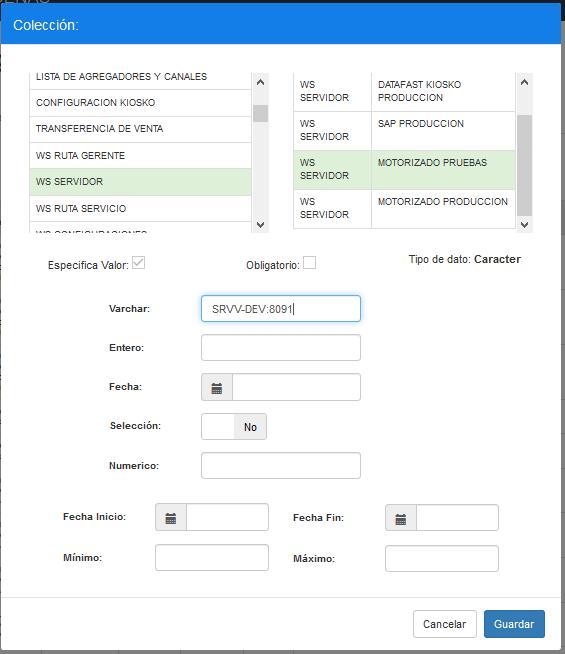 Colección:
LISTA DE AGREGADORES Y CANALES
CONFIGURACION KIOSKO
TRANSFERENCIA DE VENTA
WS RUTA GERENTE
WS SERVIDOR
WS RUTA SERVICIO
WS CONFIGURACIONES
WS SERVIDOR
DATAFAST KIOSKO
PRODUCCION
WS SERVIDOR
SAP PRODUCCION
WS SERVIDOR
MOTORIZADO PRUEBAS
WS SERVIDOR
MOTORIZADO PRODUCCION
Especifica Valor:
Obligatorio:
Tipo de dato: Caracter
Varchar:
SRVV-DEV:8091
Entero:
Fecha:
Selección:
No
Numerico:
Fecha Inicio:
Fecha Fin:
Mínimo:
Máximo:
Cancelar
Guardar